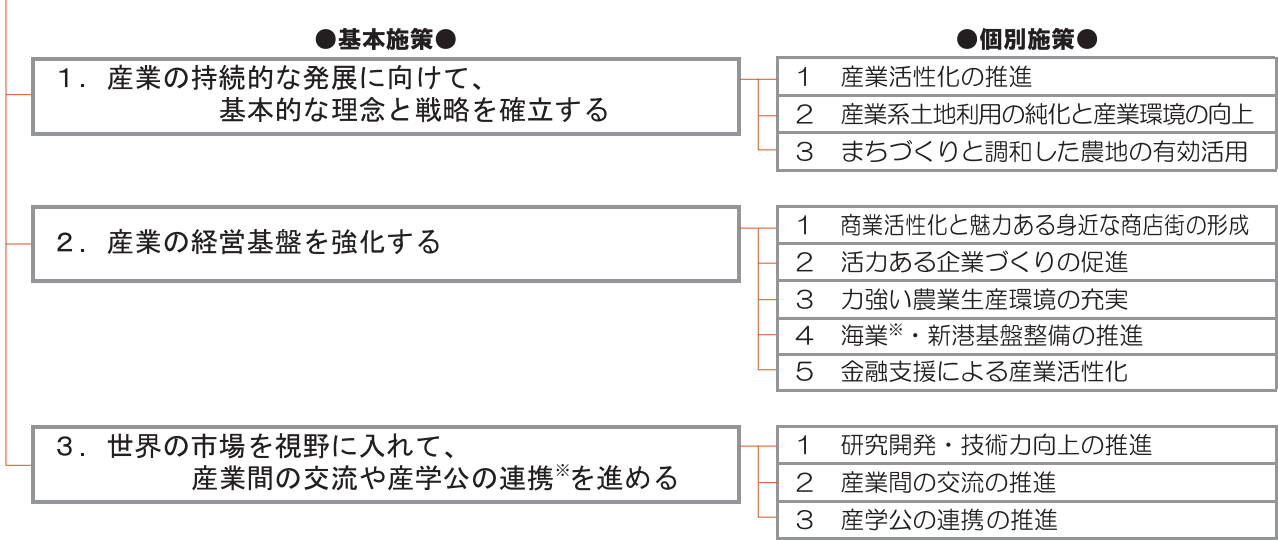 ●基本施策●
●個別施策●
1．産業の持続的な発展に向けて、
基本的な理念と戦略を確立する
1 産業活性化の推進
2 産業系土地利用の純化と産業環境の向上
3 まちづくりと調和した農地の有効活用
2．産業の経営基盤を強化する
1 商業活性化と魅力ある身近な商店街の形成
2 活力ある企業づくりの促進
3 力強い農業生産環境の充実
4 海業※・新港基盤整備の推進
5 金融支援による産業活性化
3．世界の市場を視野に入れて、
産業間の交流や産学公の連携※を進める
1 研究開発・技術力向上の推進
2 産業間の交流の推進
3 産学公の連携の推進